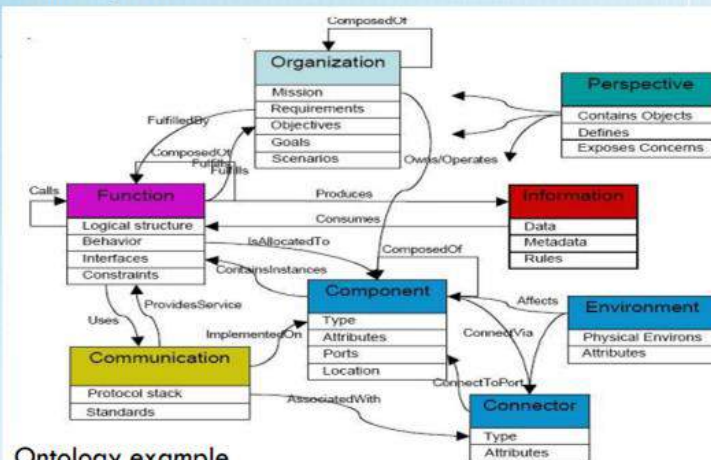 ComposedOf
Organization
Mission
Requirements
Objectives
Goals
Scenarios
Perspective
Contains Objects
Defines
Exposes Concerns
FulfilledBy
ComposedOf
Fulfills
Fulfills
Owns/Operates
Calls
Function
Logical structure
Behavior
Interfaces
Constraints
Produces
Consumes
Information
Data
Metadata
Rules
IsAllocatedTo
ContainsInstances
ComposedOf
Component
Type
Attributes
Ports
Location
Affects
Environment
Physical Environs
Attributes
ConnectVia
Uses
ProvidesService
ImplementedOn
Communication
Protocol stack
Standards
AssociatedWith
ConnectToPort
Connector
Type
Attributes
Ontology example